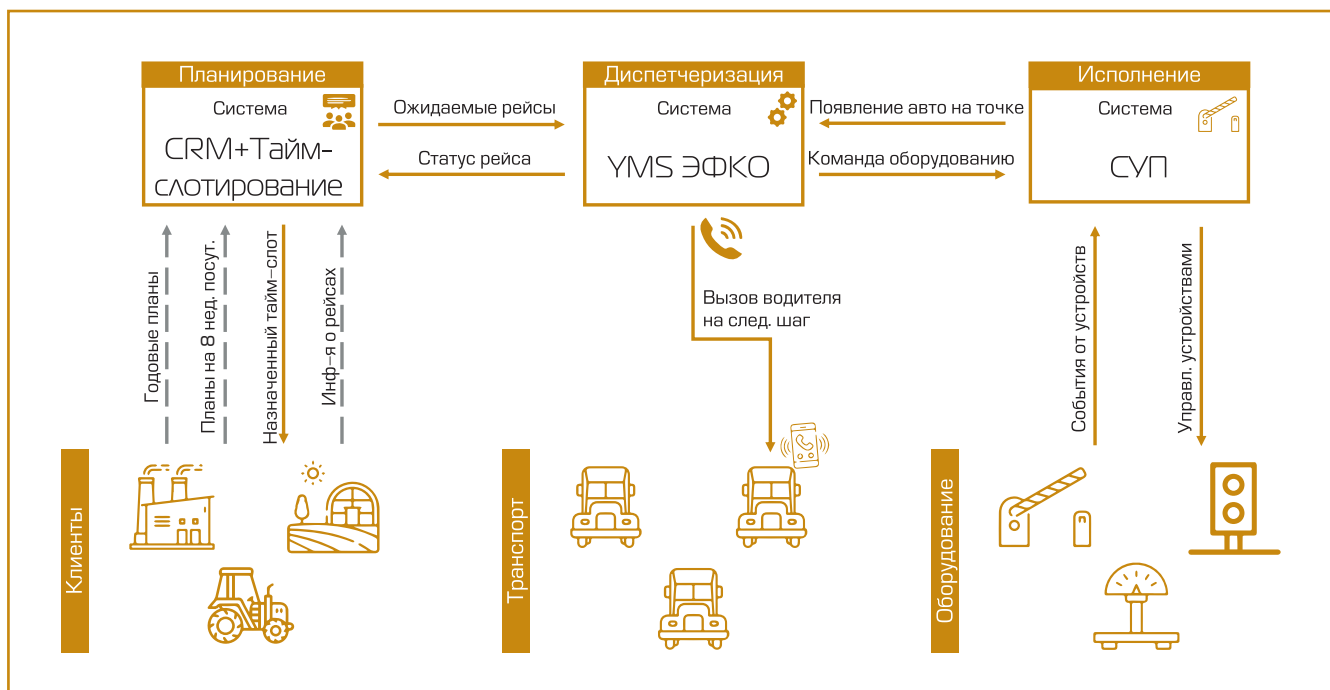 Планирование
Система
CRM+Тайм-
слотирование
Ожидаемые рейсы
Статус рейса
Диспетчеризация
Система
YMS ЭФКО
Появление авто на точке
Команда оборудованию
Исполнение
Система
СУП
Годовые планы
Планы на 8 нед. посут.
Назначенный тайм-слот
Инф-я о рейсах
Вызов водителя
на след. шаг
События от устройств
Управл. устройствами
Клиенты
Транспорт
Оборудование